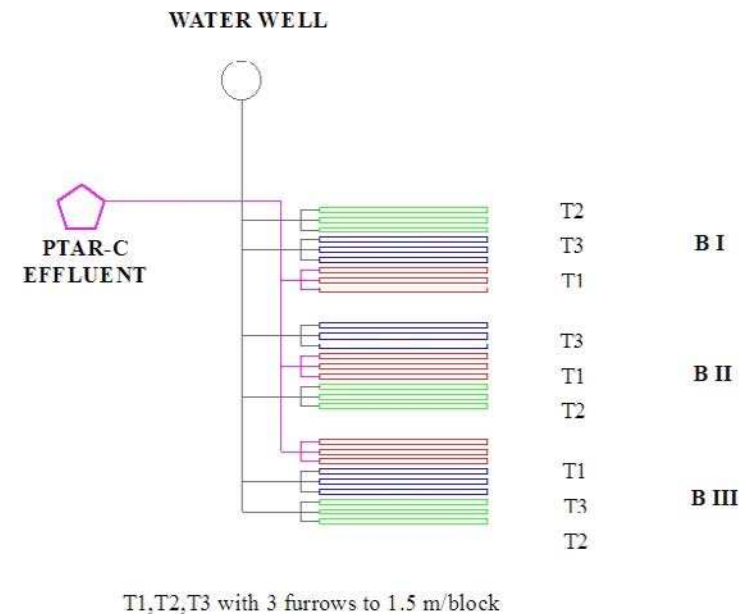 WATER WELL
PTAR-C
EFFLUENT
T2
T3
B I
T1
T3
T1
B II
T2
T1
T3
B III
T2
T1,T2,T3 with 3 furrows to 1.5 m/block